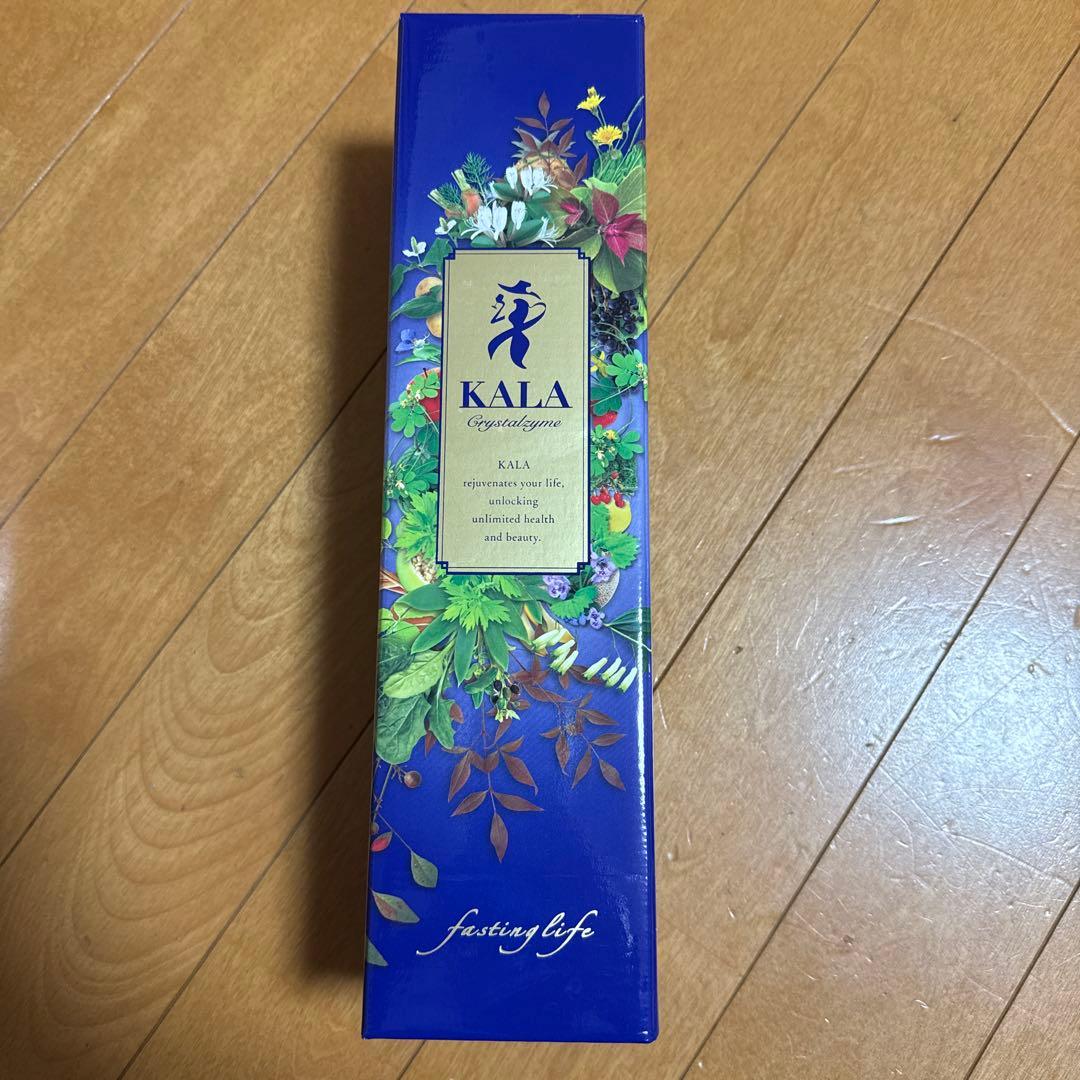 KALA
Crystalzyme
KALA
rejuvenates your life,
unlocking
unlimited health
and beauty.
fasting life